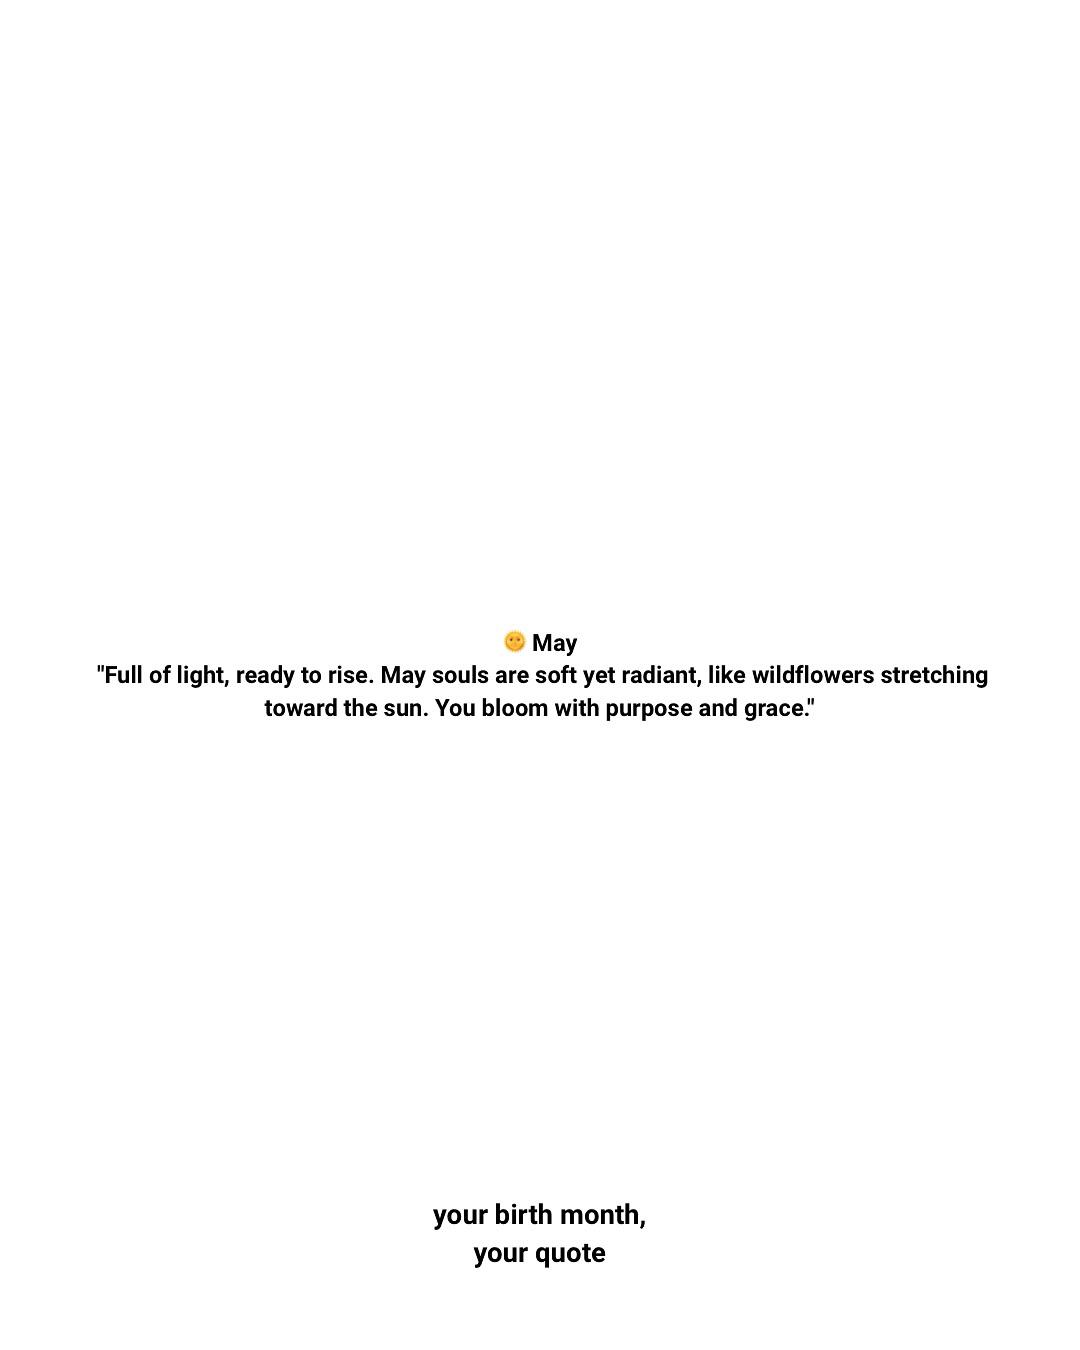 🌞 May
"Full of light, ready to rise. May souls are soft yet radiant, like wildflowers stretching
toward the sun. You bloom with purpose and grace."
your birth month,
your quote